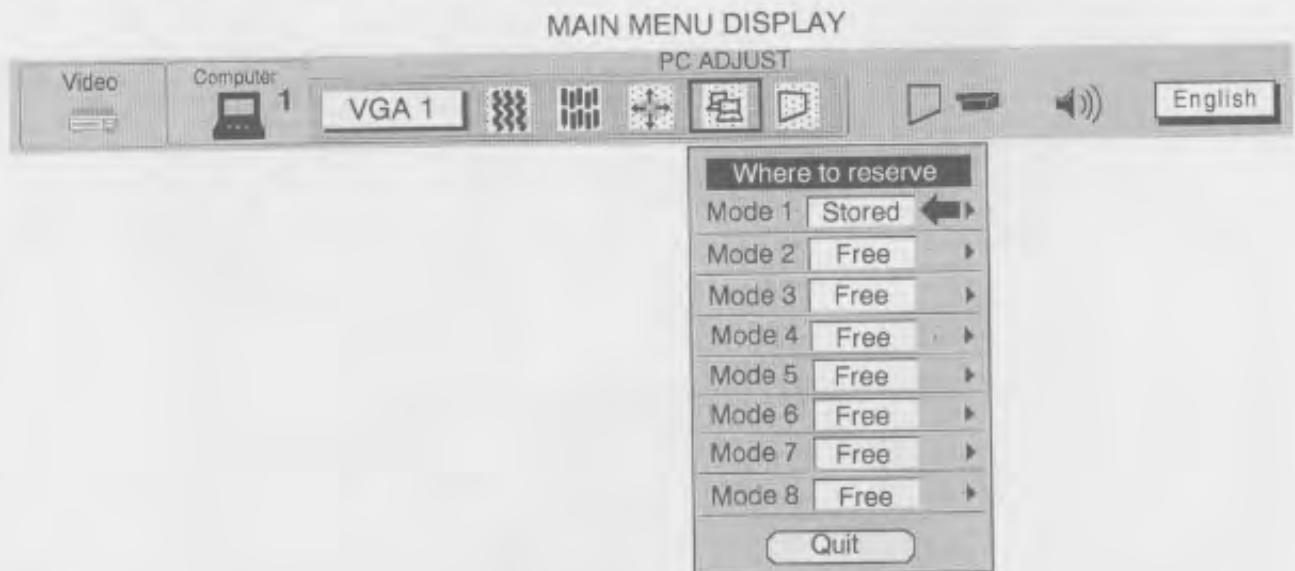 MAIN MENU DISPLAY
PC ADJUST
Video
Computer
1
VGA 1
English
Where to reserve
Mode 1 Stored
Mode 2 Free
Mode 3 Free
Mode 4 Free
Mode 5 Free
Mode 6 Free
Mode 7 Free
Mode 8 Free
Quit